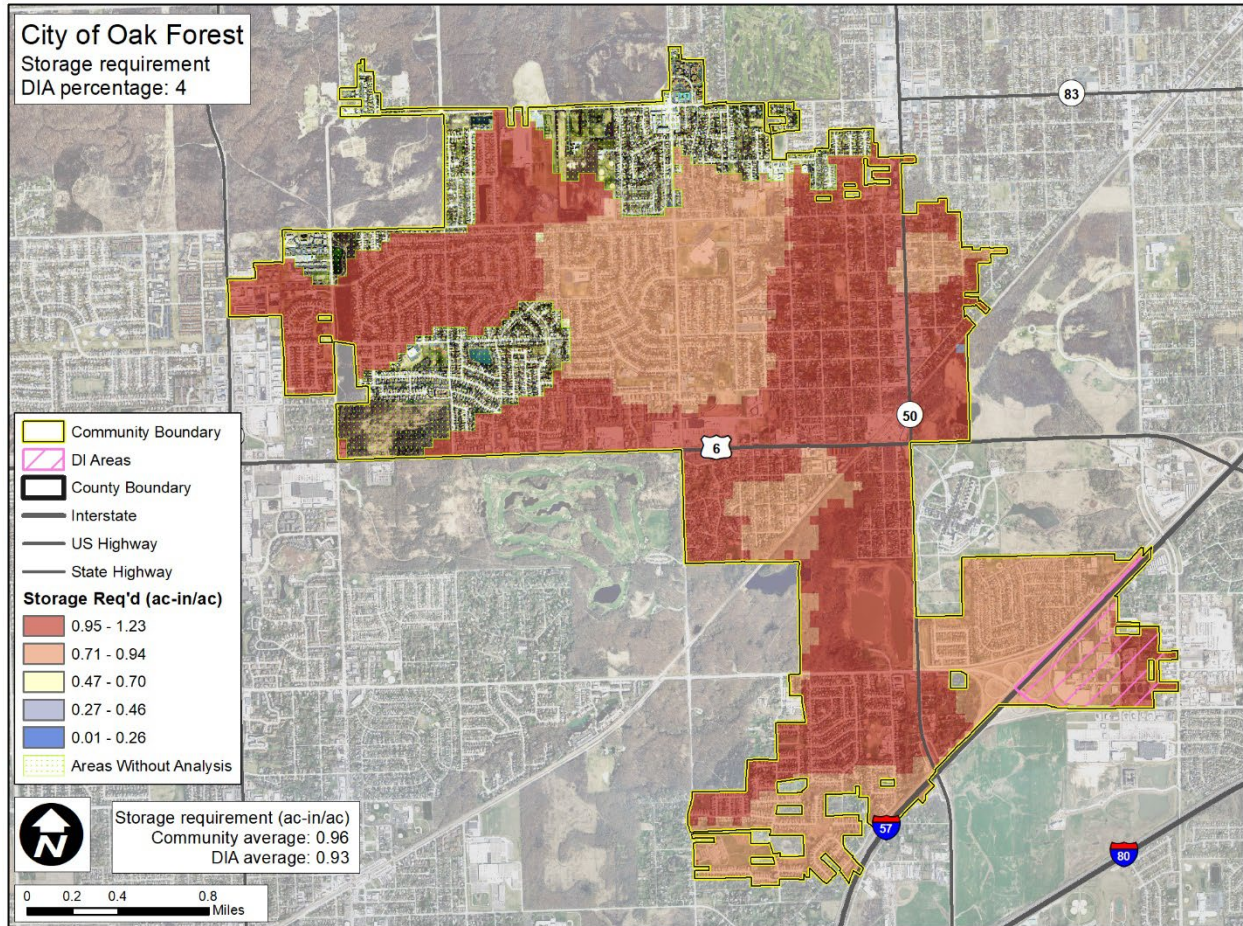 City of Oak Forest
Storage requirement
DIA percentage: 4
83
50
6
Community Boundary
DI Areas
County Boundary
Interstate
US Highway
State Highway
Storage Req'd (ac-in/ac)
0.95 - 1.23
0.71 - 0.94
0.47 - 0.70
0.27 - 0.46
0.01 - 0.26
Areas Without Analysis
N
Storage requirement (ac-in/ac)
Community average: 0.96
DIA average: 0.93
0 0.2 0.4 0.8
Miles
57
80